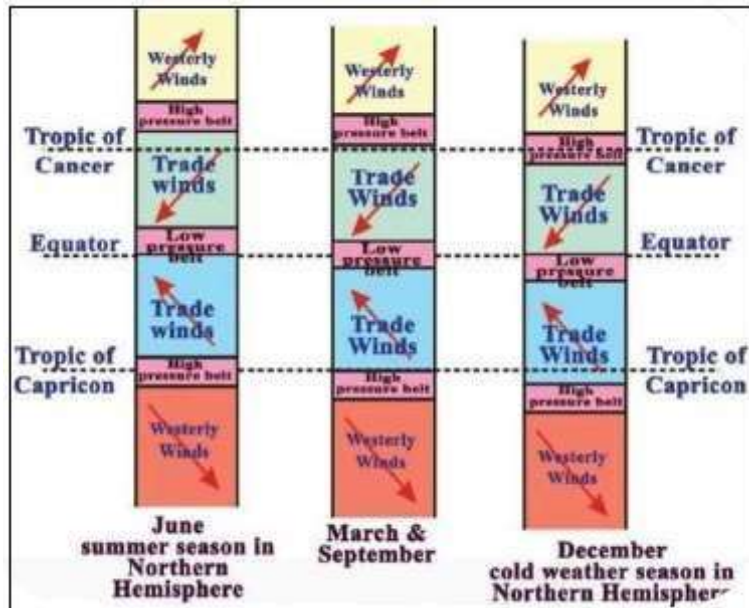 Westerly
Winds
High
pressure belt
Trade
winds
Low
pressure
belt
Trade
winds
High
pressure belt
Westerly
Winds
June
summer season in
Northern
Hemisphere
Westerly
Winds
High
pressure belt
Trade
Winds
Low
pressure
belt
Trade
Winds
High
pressure belt
Westerly
Winds
March &
September
Westerly
Winds
High
pressure belt
Trade
Winds
Low
pressure
belt
Trade
Winds
High
pressure belt
Westerly
Winds
December
cold weather season in
Northern Hemisphere
Tropic of
Cancer
Equator
Tropic of
Capricon
Tropic of
Cancer
Equator
Tropic of
Capricon